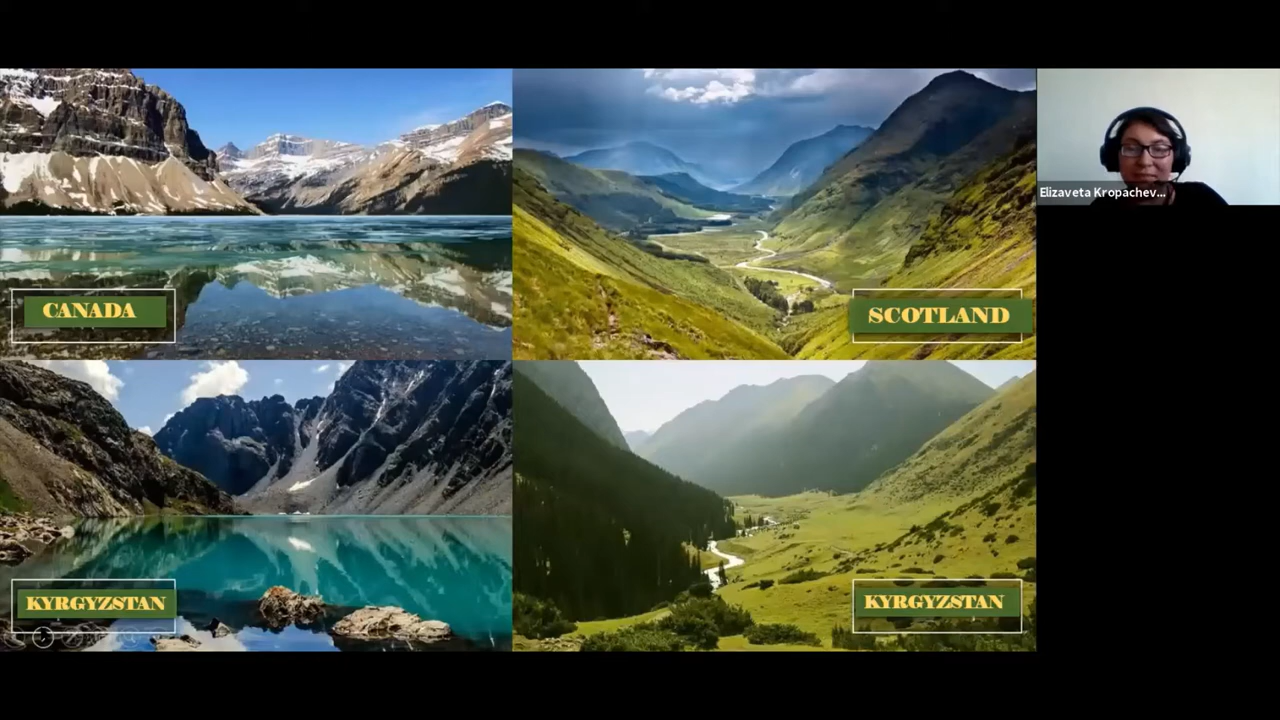 CANADA
SCOTLAND
Elizaveta Kropachev...
KYRGYZSTAN
KYRGYZSTAN